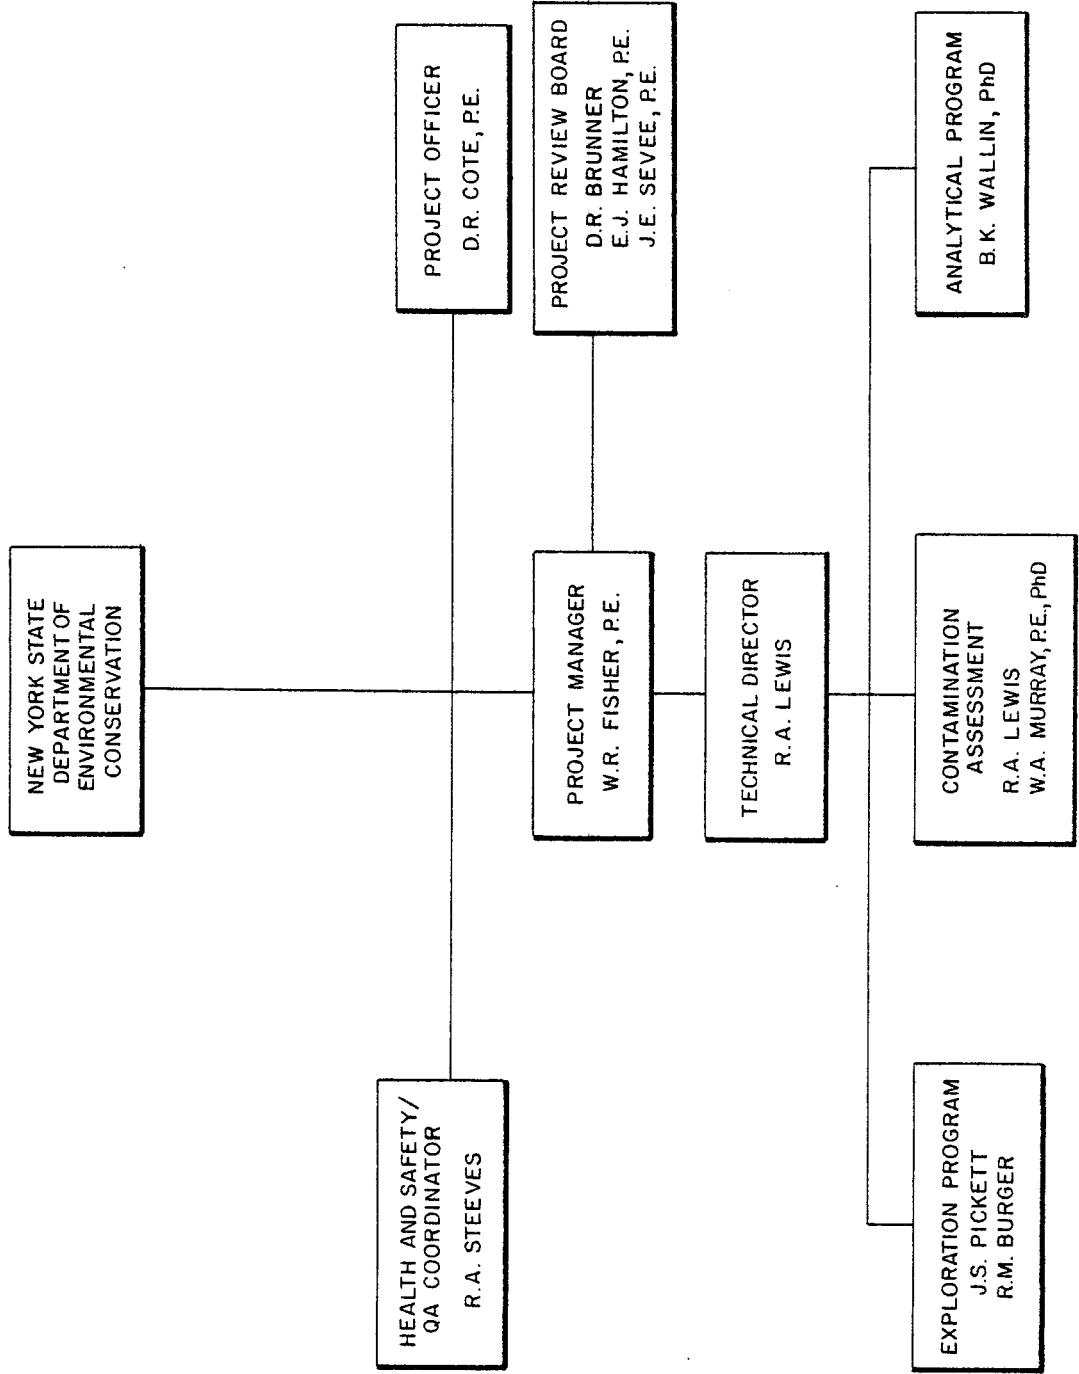 NEW YORK STATE
DEPARTMENT OF
ENVIRONMENTAL
CONSERVATION
HEALTH AND SAFETY/
QA COORDINATOR
R.A. STEEVES
PROJECT OFFICER
D.R. COTE, P.E.
PROJECT MANAGER
W.R. FISHER, P.E.
PROJECT REVIEW BOARD
D.R. BRUNNER
E.J. HAMILTON, P.E.
J.E. SEVEE, P.E.
TECHNICAL DIRECTOR
R.A. LEWIS
EXPLORATION PROGRAM
J.S. PICKETT
R.M. BURGER
CONTAMINATION
ASSESSMENT
R.A. LEWIS
W.A. MURRAY, P.E., PhD
ANALYTICAL PROGRAM
B.K. WALLIN, PhD